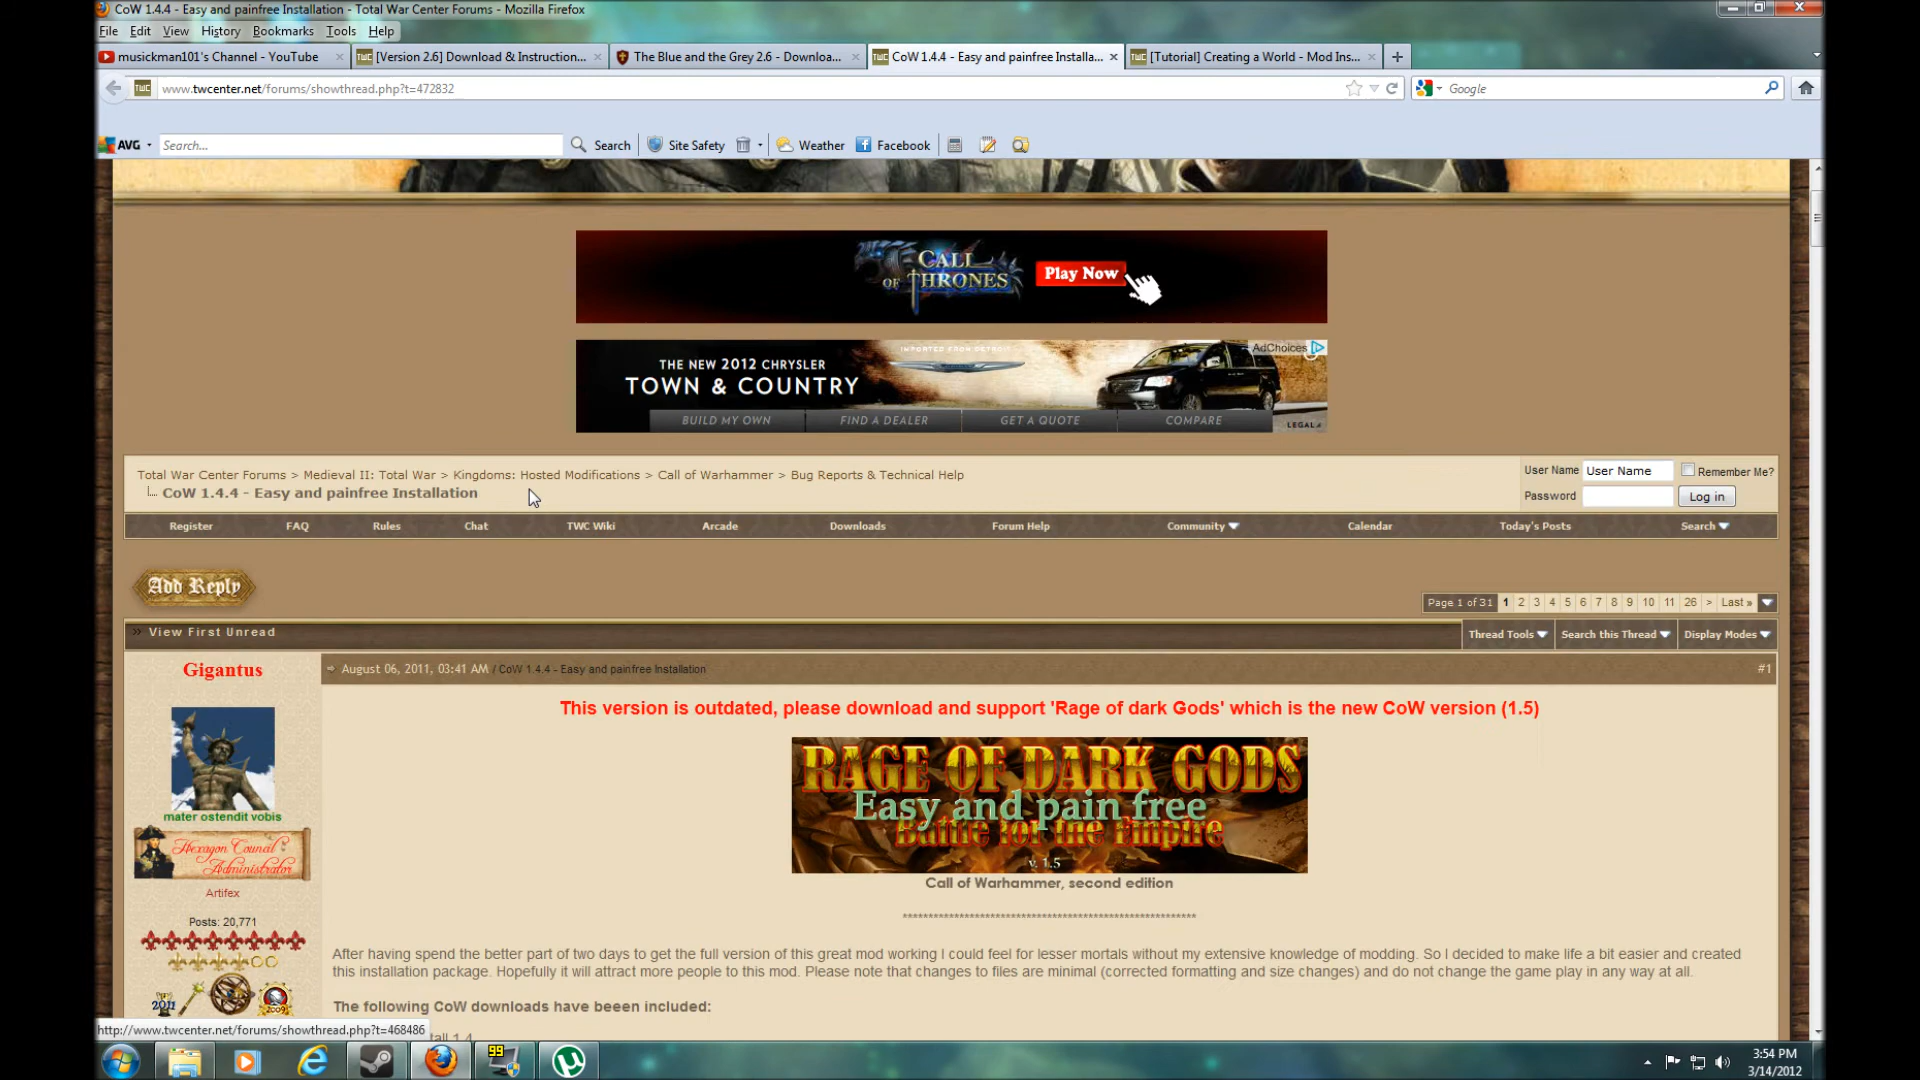 CoW 1.4.4 - Easy and painfree Installation - Total War Center Forums - Mozilla Firefox
File Edit View History Bookmarks Tools Help
musickman101's Channel - YouTube
[Version 2.6] Download & Instruction...
The Blue and the Grey 2.6 - Downloa...
CoW 1.4.4 - Easy and painfree Installa...
[Tutorial] Creating a World - Mod Ins...
www.twcenter.net/forums/showthread.php?t=472832
Google
AVG Search... Search Site Safety Weather Facebook
CALL OF THRONES
Play Now
IMPORTED FROM DETROIT
AdChoices
THE NEW 2012 CHRYSLER
TOWN & COUNTRY
BUILD MY OWN FIND A DEALER GET A QUOTE COMPARE LEGAL
Total War Center Forums > Medieval II: Total War > Kingdoms: Hosted Modifications > Call of Warhammer > Bug Reports & Technical Help
CoW 1.4.4 - Easy and painfree Installation
User Name User Name Remember Me?
Password Log in
Register FAQ Rules Chat TWC Wiki Arcade Downloads Forum Help Community Calendar Today's Posts Search
Add Reply
Page 1 of 31 1 2 3 4 5 6 7 8 9 10 11 26 > Last »
» View First Unread
Thread Tools Search this Thread Display Modes
Gigantus
August 06, 2011, 03:41 AM / CoW 1.4.4 - Easy and painfree Installation
#1
This version is outdated, please download and support 'Rage of dark Gods' which is the new CoW version (1.5)
RAGE OF DARK GODS
Easy and pain free
Battle for the Empire
v. 1.5
Call of Warhammer, second edition
mater ostendit vobis
Hexagon Council
Administrator
Artifex
Posts: 20,771
2011
2009
**********************************************************
After having spend the better part of two days to get the full version of this great mod working I could feel for lesser mortals without my extensive knowledge of modding. So I decided to make life a bit easier and created
this installation package. Hopefully it will attract more people to this mod. Please note that changes to files are minimal (corrected formatting and size changes) and do not change the game play in any way at all.
The following CoW downloads have beeen included:
http://www.twcenter.net/forums/showthread.php?t=468486
99
3:54 PM
3/14/2012